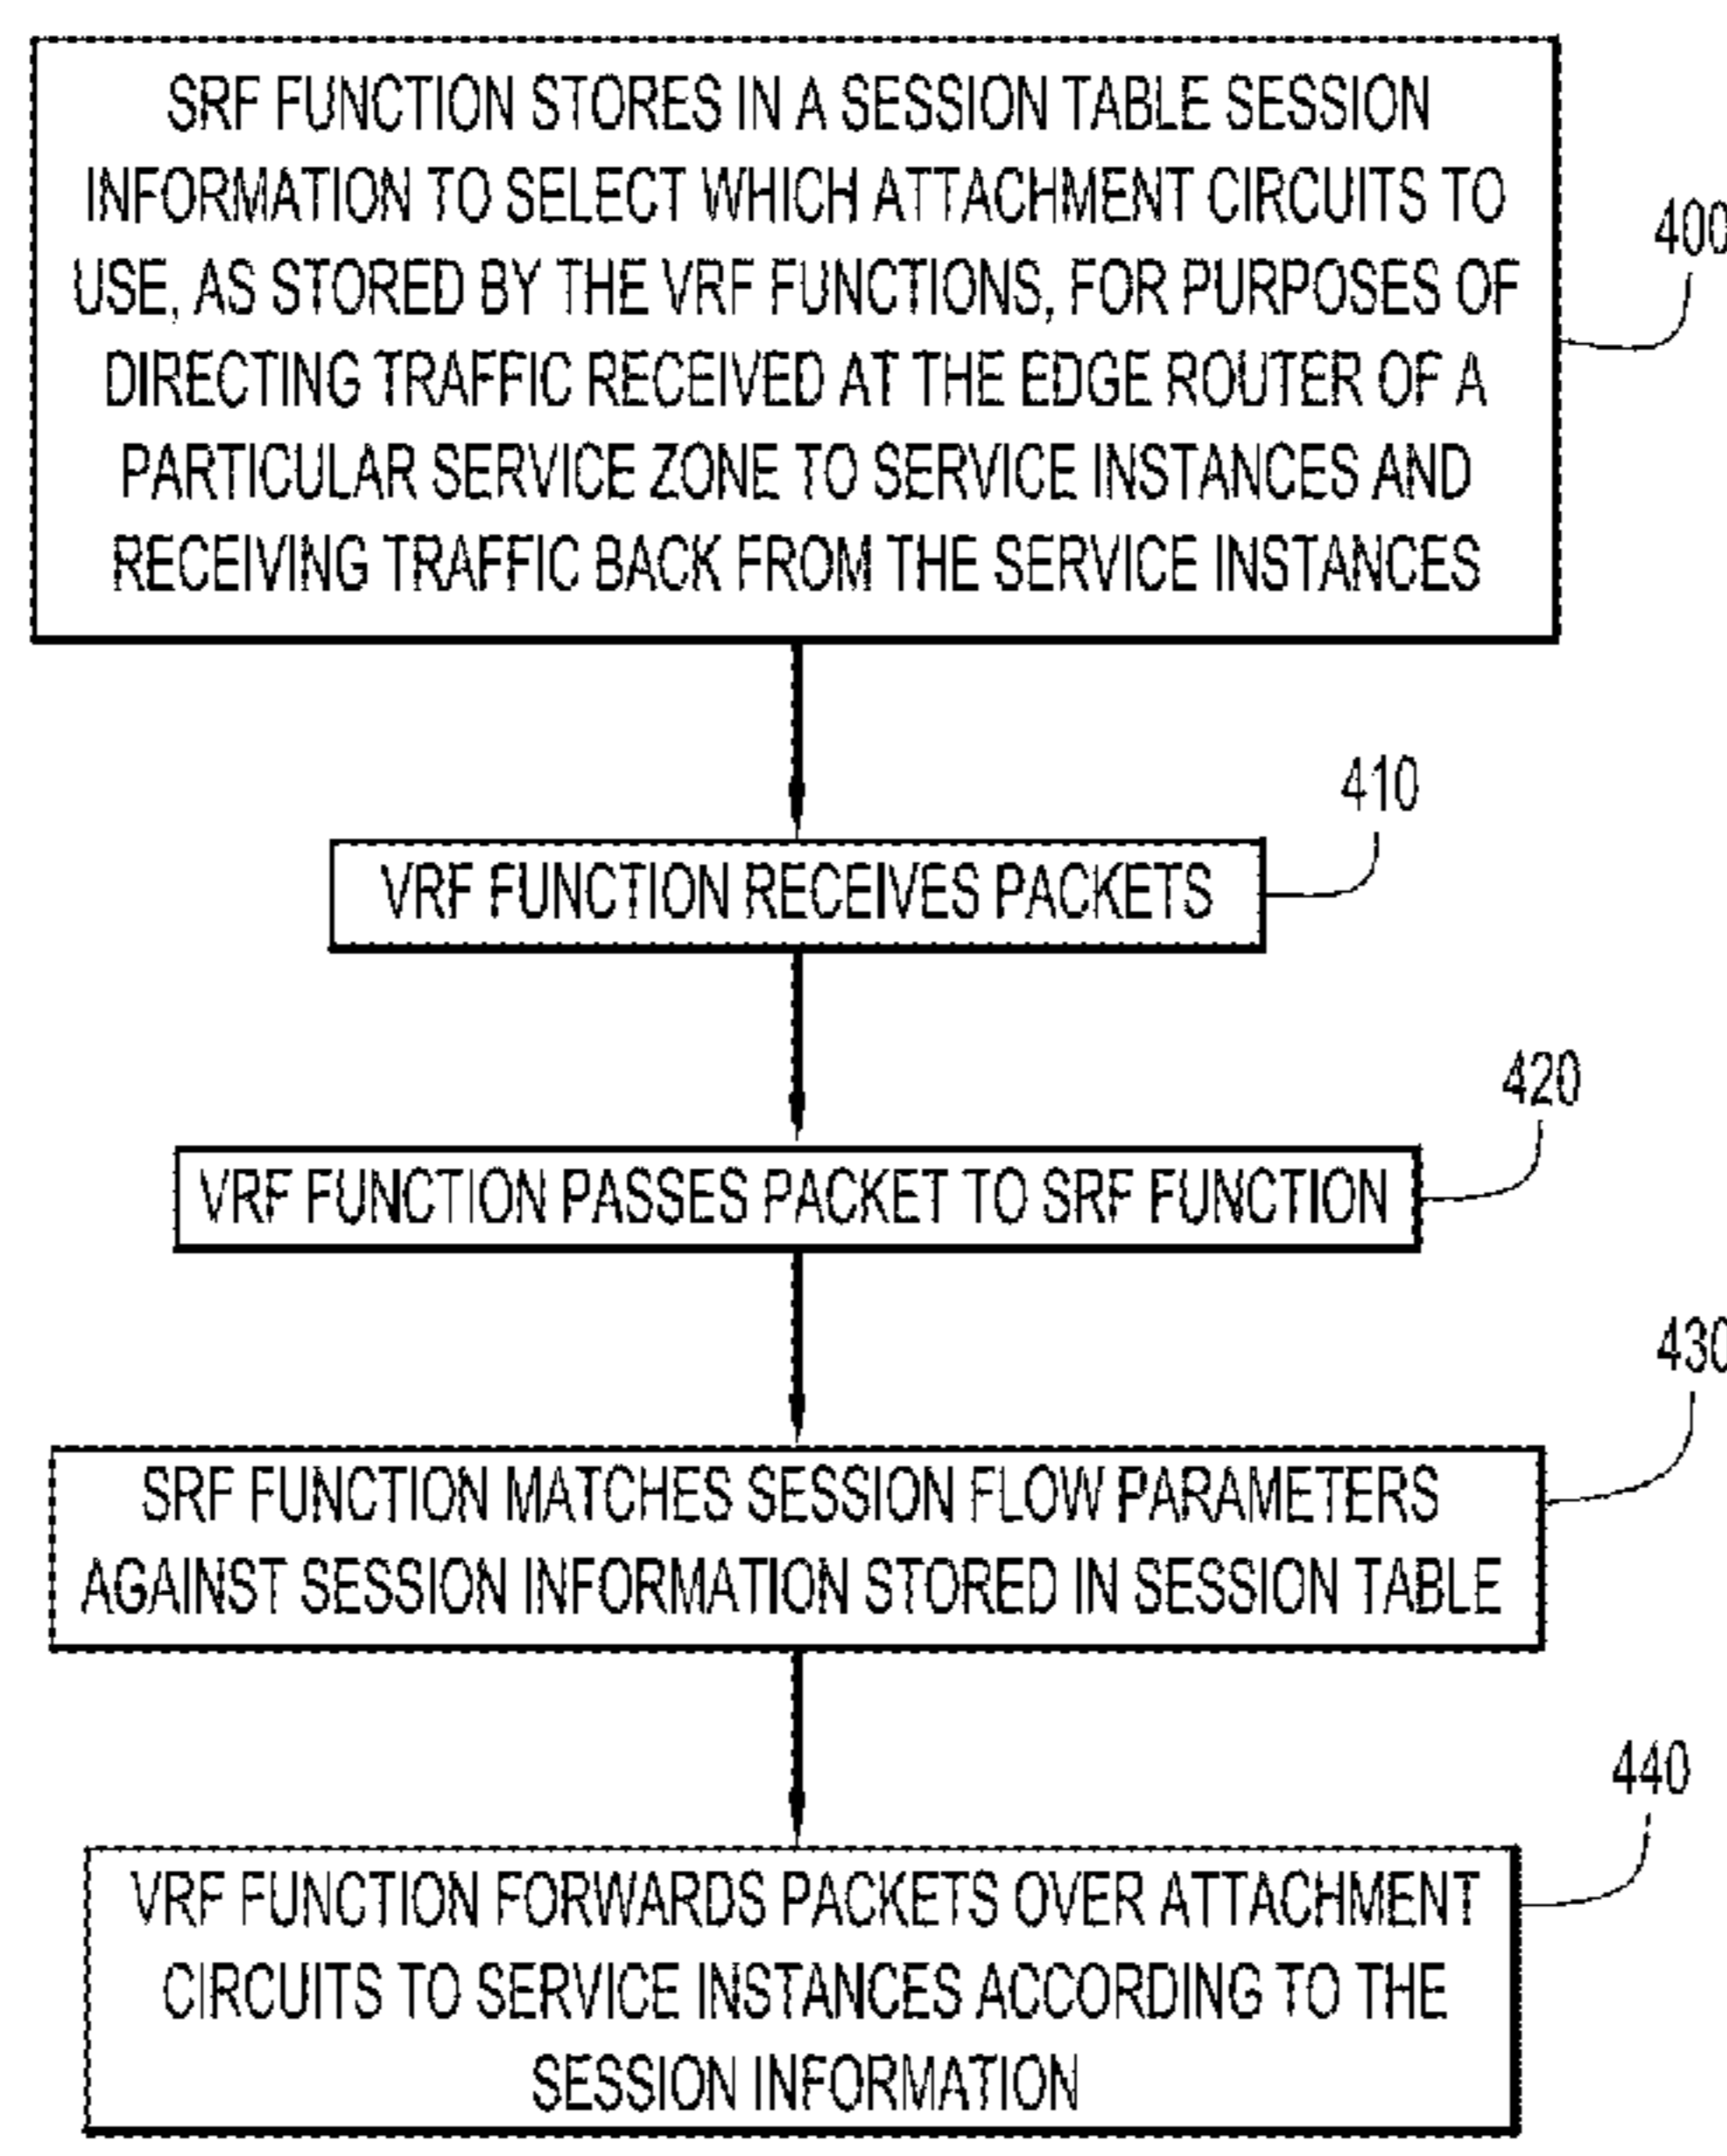 SRF FUNCTION STORES IN A SESSION TABLE SESSION
INFORMATION TO SELECT WHICH ATTACHMENT CIRCUITS TO
USE, AS STORED BY THE VRF FUNCTIONS, FOR PURPOSES OF
DIRECTING TRAFFIC RECEIVED AT THE EDGE ROUTER OF A
PARTICULAR SERVICE ZONE TO SERVICE INSTANCES AND
RECEIVING TRAFFIC BACK FROM THE SERVICE INSTANCES
400
410
VRF FUNCTION RECEIVES PACKETS
420
VRF FUNCTION PASSES PACKET TO SRF FUNCTION
430
SRF FUNCTION MATCHES SESSION FLOW PARAMETERS
AGAINST SESSION INFORMATION STORED IN SESSION TABLE
440
VRF FUNCTION FORWARDS PACKETS OVER ATTACHMENT
CIRCUITS TO SERVICE INSTANCES ACCORDING TO THE
SESSION INFORMATION